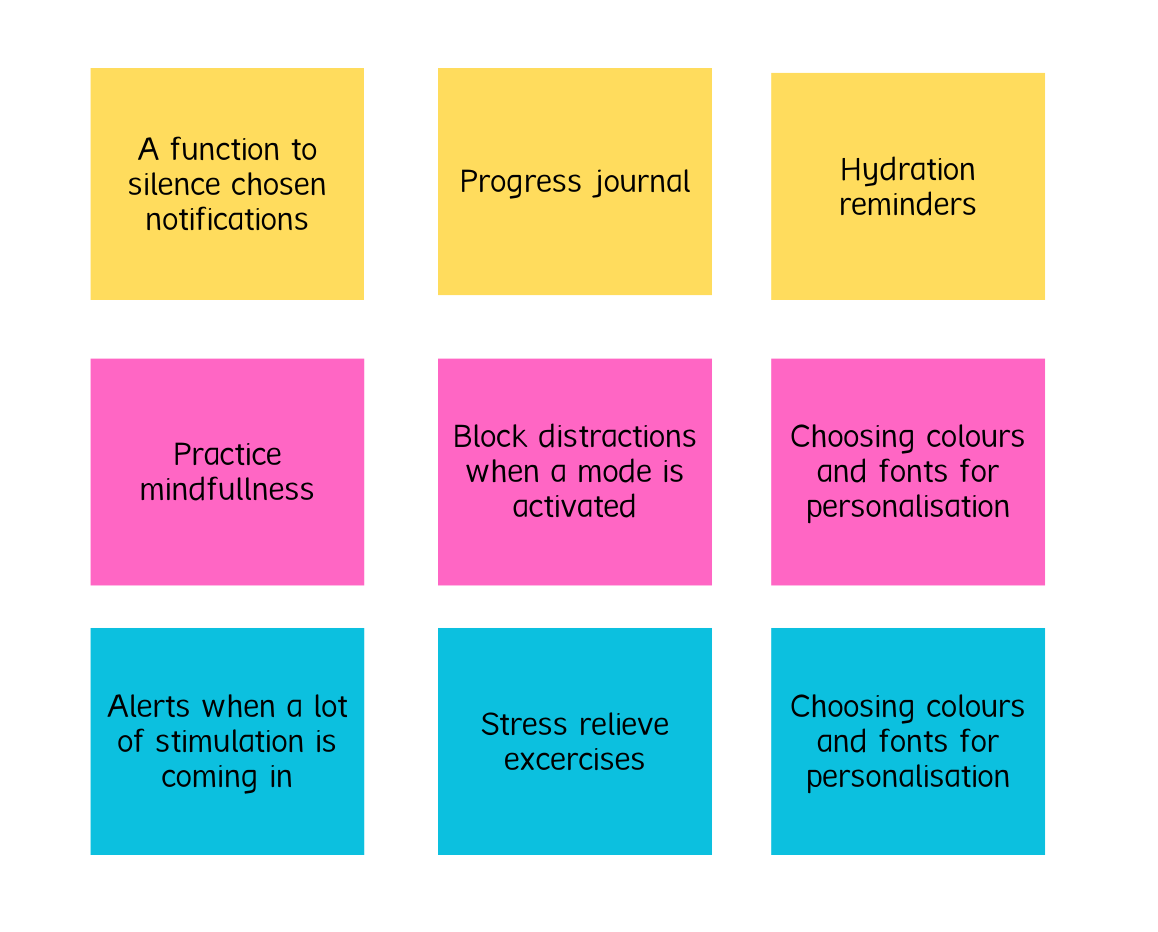 A function to
silence chosen
notifications
Progress journal
Hydration
reminders
Practice
mindfullness
Block distractions
when a mode is
activated
Choosing colours
and fonts for
personalisation
Alerts when a lot
of stimulation is
coming in
Stress relieve
excercises
Choosing colours
and fonts for
personalisation